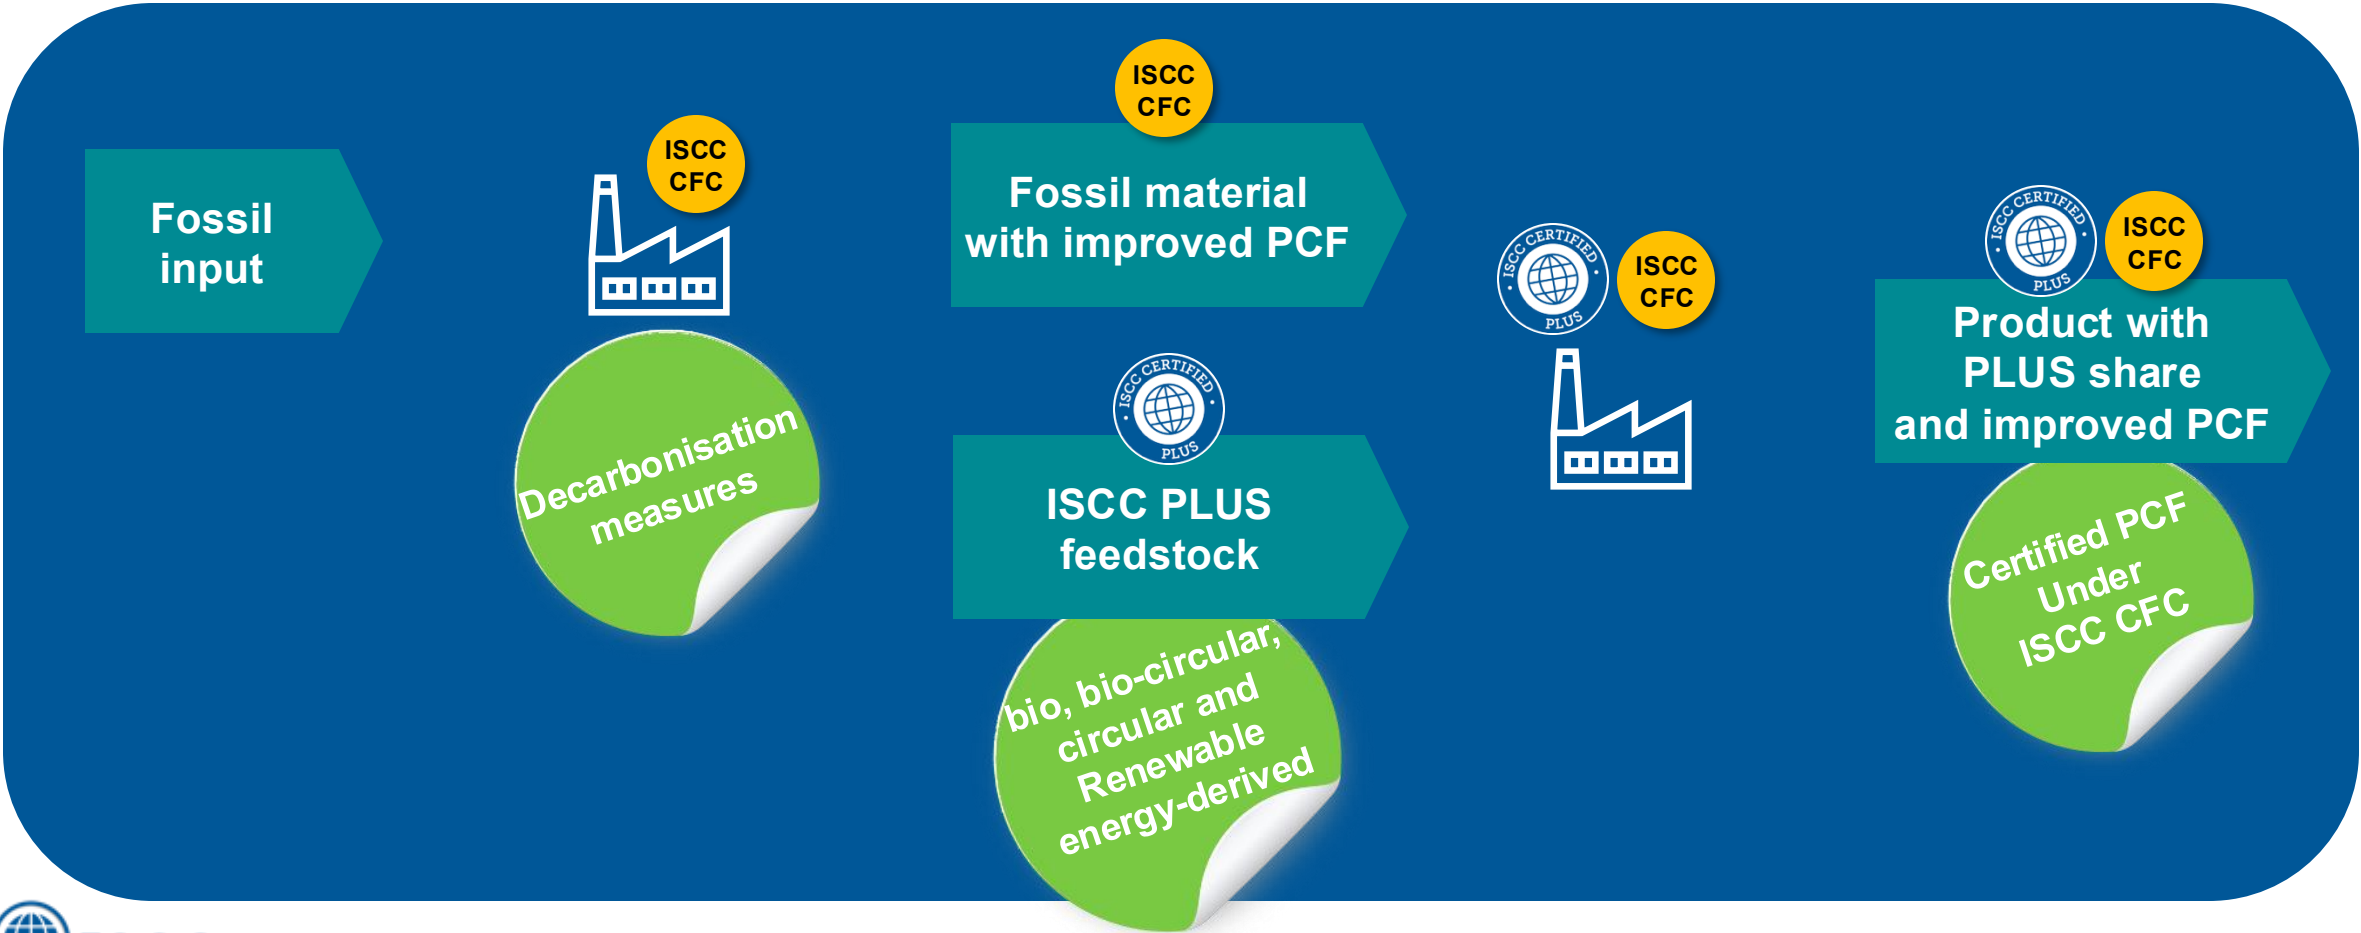 Fossil
input
ISCC
CFC
Decarbonisation
measures
ISCC
CFC
Fossil material
with improved PCF
ISCC CERTIFIED
PLUS
ISCC PLUS
feedstock
bio, bio-circular,
circular and
Renewable
energy-derived
ISCC CERTIFIED
PLUS
ISCC
CFC
ISCC CERTIFIED
PLUS
ISCC
CFC
Product with
PLUS share
and improved PCF
Certified PCF
Under
ISCC CFC